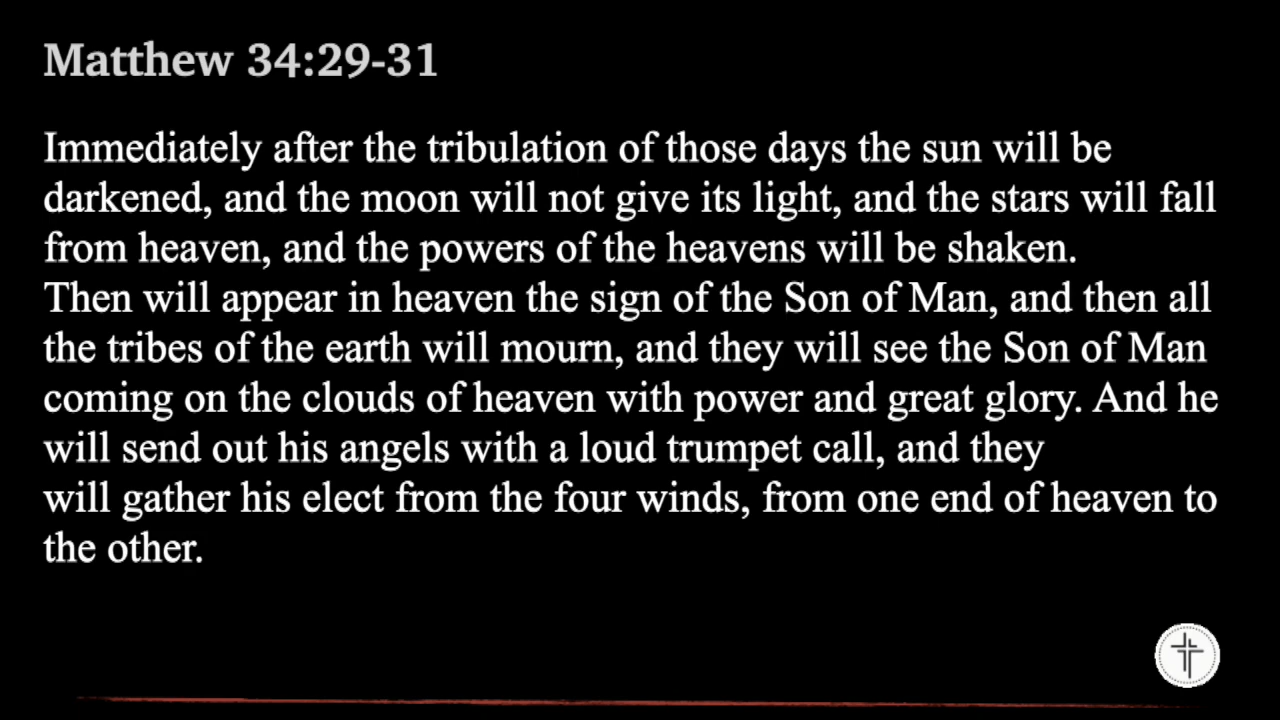 Matthew 34:29-31
Immediately after the tribulation of those days the sun will be
darkened, and the moon will not give its light, and the stars will fall
from heaven, and the powers of the heavens will be shaken.
Then will appear in heaven the sign of the Son of Man, and then all
the tribes of the earth will mourn, and they will see the Son of Man
coming on the clouds of heaven with power and great glory. And he
will send out his angels with a loud trumpet call, and they
will gather his elect from the four winds, from one end of heaven to
the other.